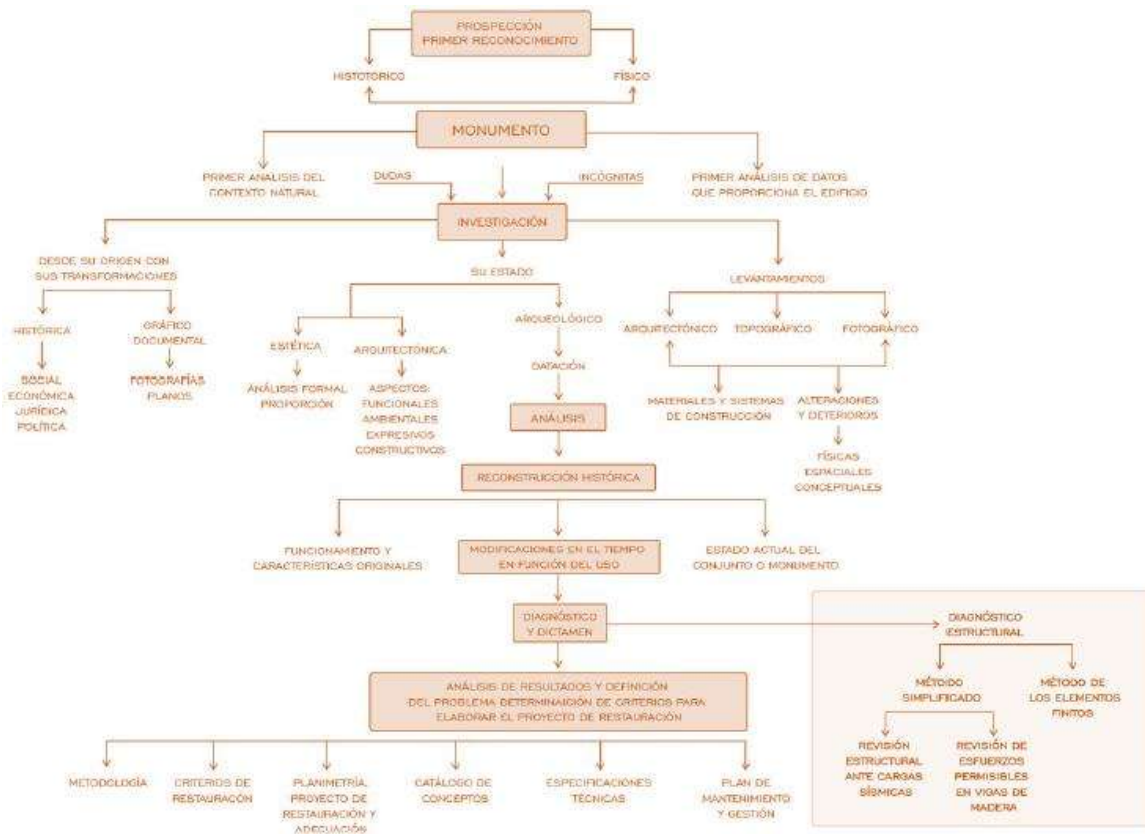 PROSPECCIÓN
PRIMER RECONOCIMIENTO
HISTOTÓRICO
FÍSICO
MONUMENTO
PRIMER ANÁLISIS DEL
CONTEXTO NATURAL
DUDAS
INCÓGNITAS
PRIMER ANÁLISIS DE DATOS
QUE PROPORCIONA EL EDIFICIO
INVESTIGACIÓN
DESDE SU ORIGEN CON
SUS TRANSFORMACIONES
SU ESTADO
LEVANTAMIENTOS
HISTÓRICA
GRÁFICO
DOCUMENTAL
ESTÉTICA
ARQUITECTÓNICA
ARQUEOLÓGICO
ARQUITECTÓNICO
TOPOGRÁFICO
FOTOGRÁFICO
SOCIAL
ECONÓMICA
JURÍDICA
POLÍTICA
FOTOGRAFÍAS
PLANOS
ANÁLISIS FORMAL
PROPORCIÓN
ASPECTOS:
FUNCIONALES
AMBIENTALES
EXPRESIVOS
CONSTRUCTIVOS
DATACIÓN
ANÁLISIS
MATERIALES Y SISTEMAS
DE CONSTRUCCIÓN
ALTERACIONES
Y DETERIOROS
FÍSICAS
ESPACIALES
CONCEPTUALES
RECONSTRUCCIÓN HISTÓRICA
FUNCIONAMIENTO Y
CARACTERÍSTICAS ORIGINALES
MODIFICACIONES EN EL TIEMPO
EN FUNCIÓN DEL USO
ESTADO ACTUAL DEL
CONJUNTO O MONUMENTO
DIAGNÓSTICO
Y DICTAMEN
DIAGNÓSTICO
ESTRUCTURAL
MÉTOIDO
SIMPLIFICADO
MÉTODO DE
LOS ELEMENTOS
FINITOS
REVISIÓN
ESTRUCTURAL
ANTE CARGAS
SÍSMICAS
REVISIÓN DE
ESFUERZOS
PERMISIBLES
EN VIGAS DE
MADERA
ANÁLISIS DE RESULTADOS Y DEFINICIÓN
DEL PROBLEMA DETERMINAICIÓN DE CRITERIOS PARA
ELABORAR EL PROYECTO DE RESTAURACIÓN
METODOLOGÍA
CRITERIOS DE
RESTAURACÓN
PLANIMETRÍA,
PROYECTO DE
RESTAURACIÓN Y
ADECUACIÓN
CATÁLOGO DE
CONCEPTOS
ESPECIFICACIONES
TÉCNICAS
PLAN DE
MANTENIMIENTO
Y GESTIÓN